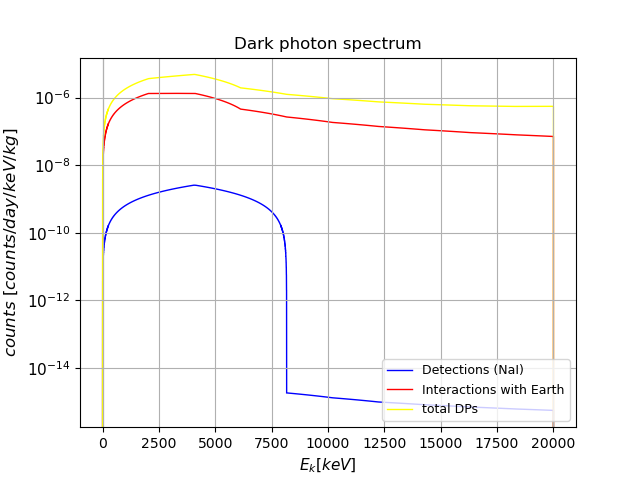 Dark photon spectrum
counts [counts/day/keV/kg]
10⁻⁶
10⁻⁸
10⁻¹⁰
10⁻¹²
10⁻¹⁴
Detections (NaI)
Interactions with Earth
total DPs
0 2500 5000 7500 10000 12500 15000 17500 20000
Eₖ[keV]